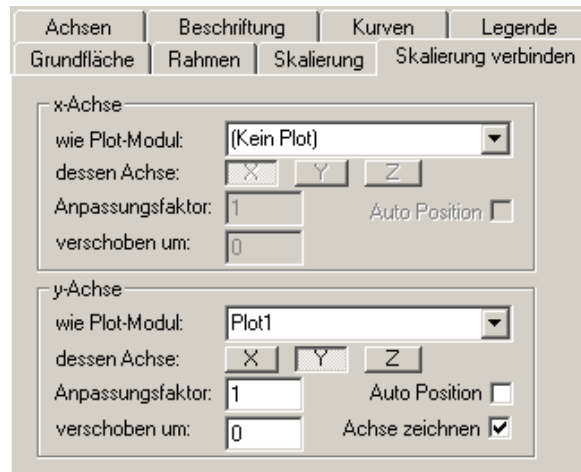 Achsen Beschriftung Kurven Legende
Grundfläche Rahmen Skalierung Skalierung verbinden
x-Achse
wie Plot-Modul: (Kein Plot)
dessen Achse: X Y Z
Anpassungsfaktor: 1 Auto Position
verschoben um: 0
y-Achse
wie Plot-Modul: Plot1
dessen Achse: X Y Z
Anpassungsfaktor: 1 Auto Position
verschoben um: 0 Achse zeichnen